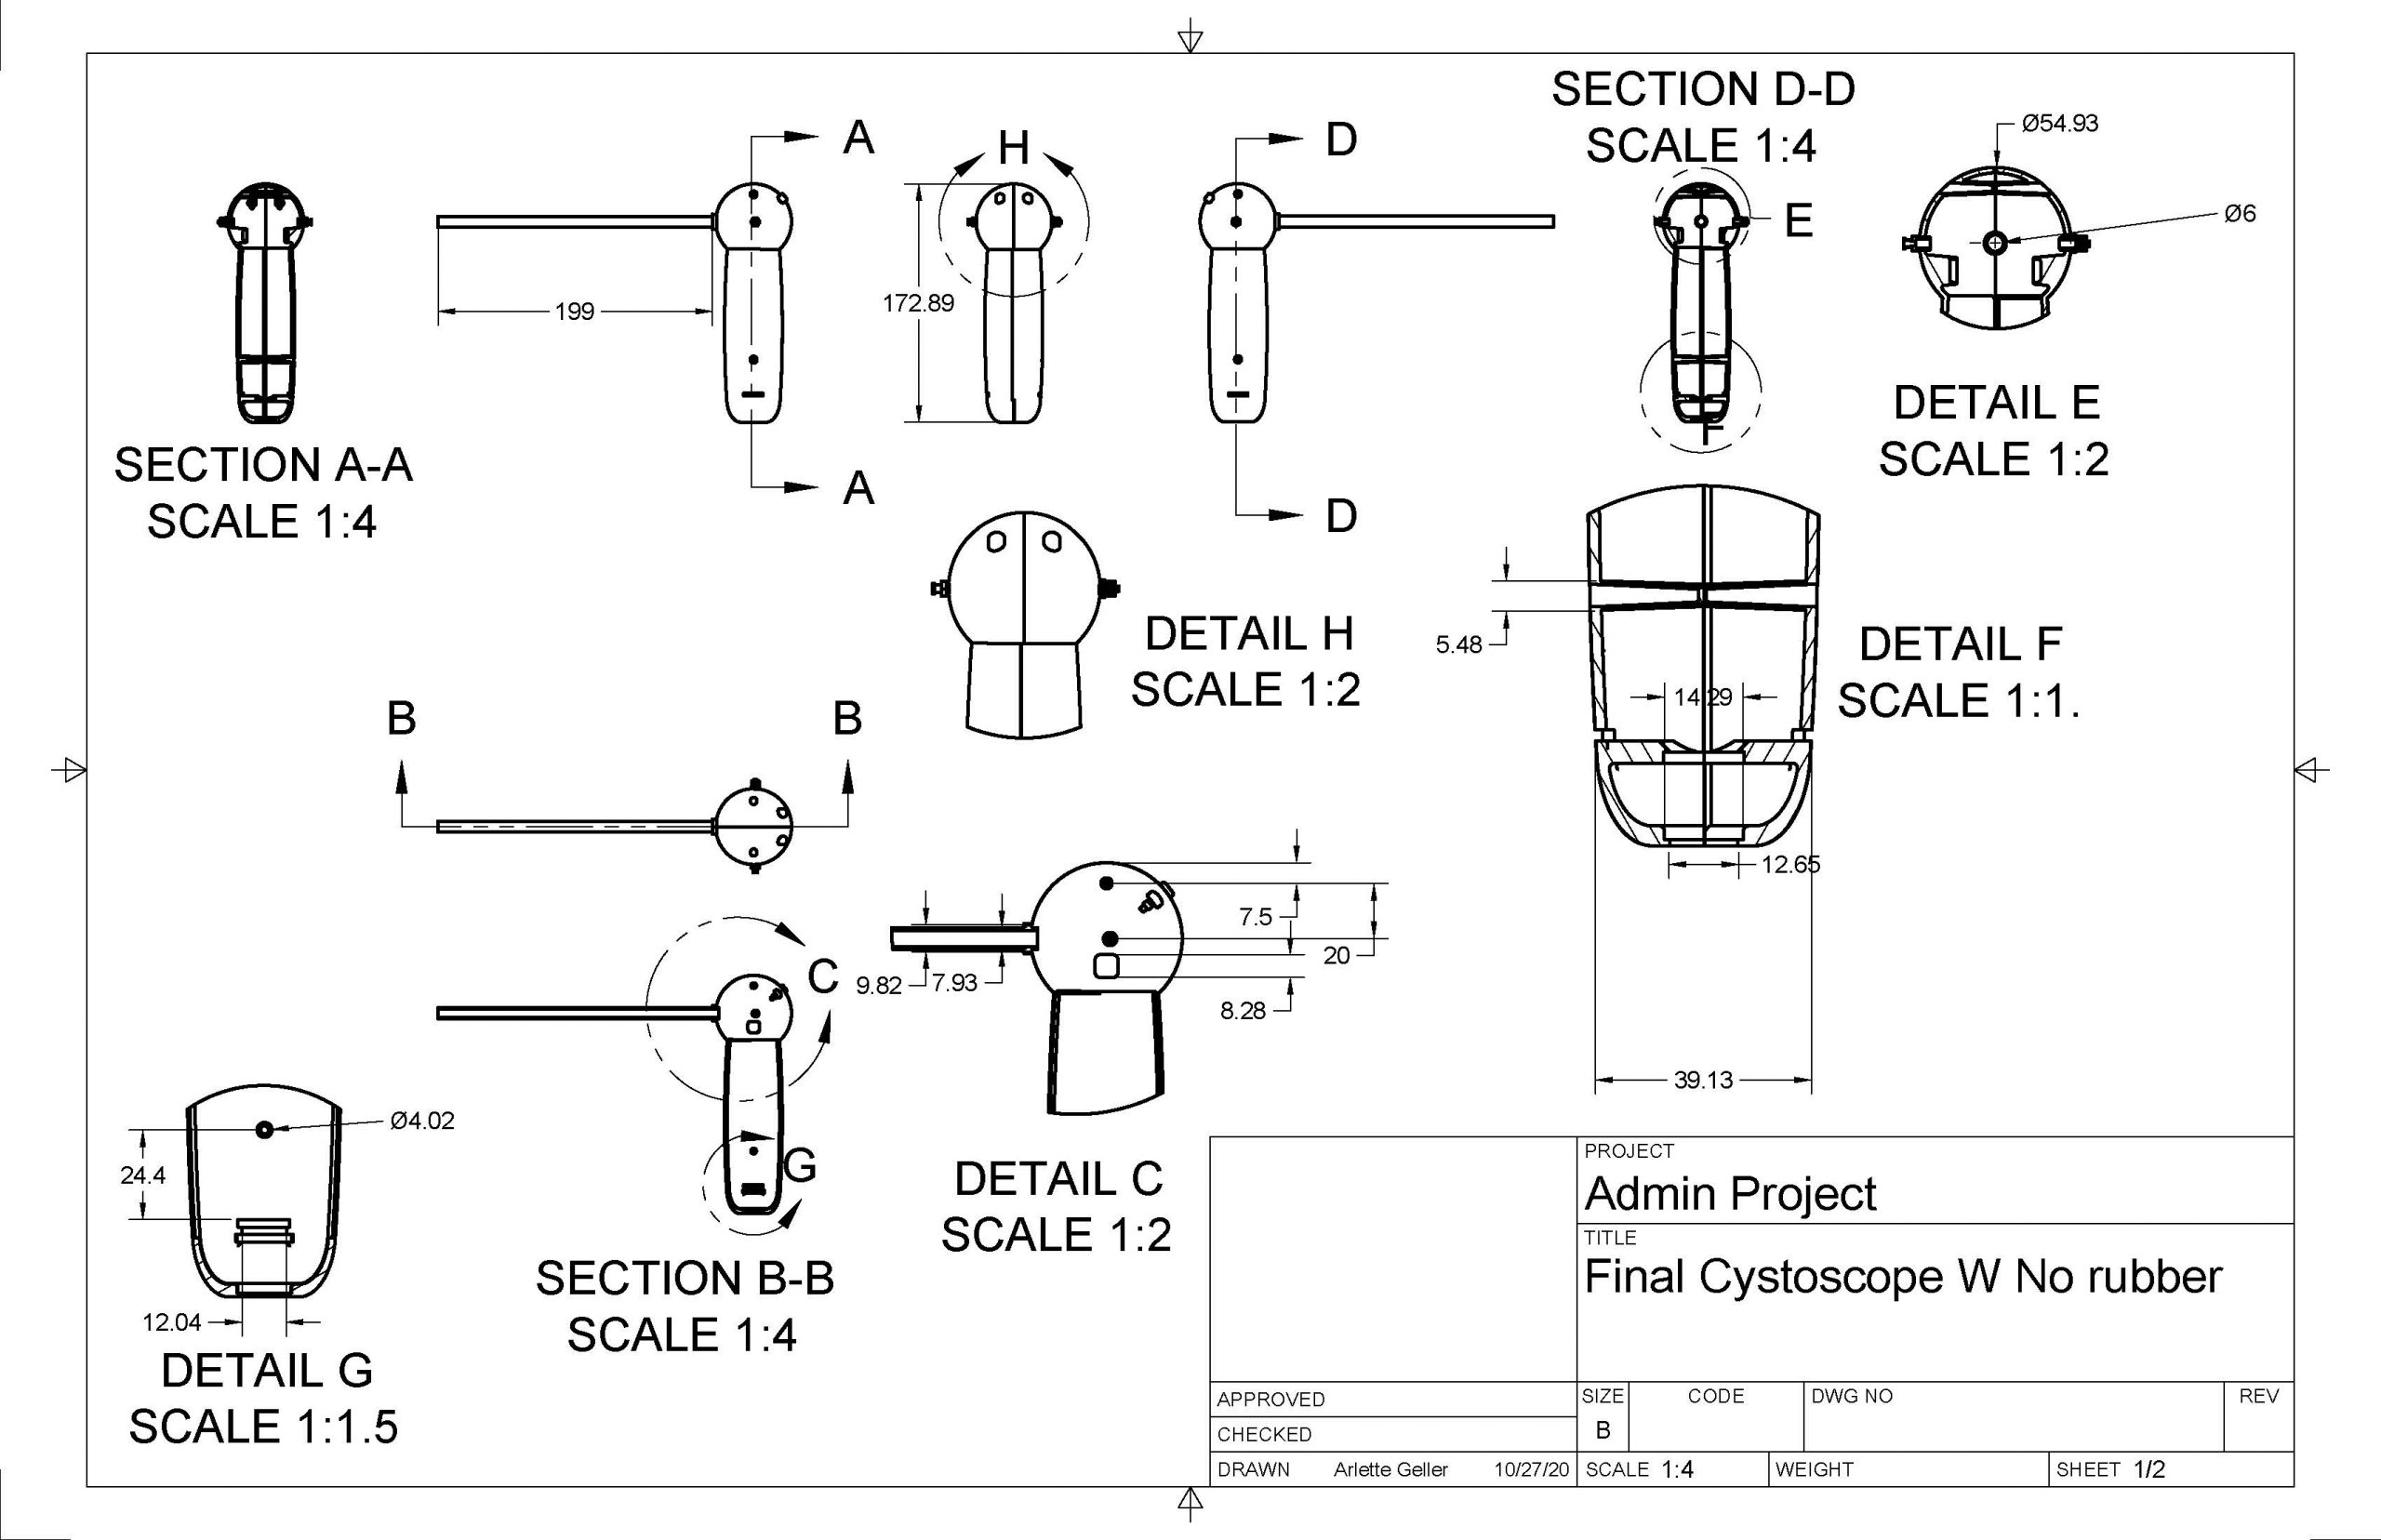 SECTION D-D
SCALE 1:4
A
H
D
Ø54.93
Ø6
E
199
172.89
F
DETAIL E
SCALE 1:2
SECTION A-A
SCALE 1:4
A
D
DETAIL H
SCALE 1:2
5.48
14.29
DETAIL F
SCALE 1:1.
B
B
12.65
7.5
20
C
9.82
7.93
8.28
39.13
Ø4.02
24.4
G
12.04
DETAIL C
SCALE 1:2
SECTION B-B
SCALE 1:4
DETAIL G
SCALE 1:1.5
PROJECT
Admin Project
TITLE
Final Cystoscope W No rubber
APPROVED
CHECKED
DRAWN Arlette Geller 10/27/20
SIZE CODE DWG NO REV
B
SCALE 1:4 WEIGHT SHEET 1/2